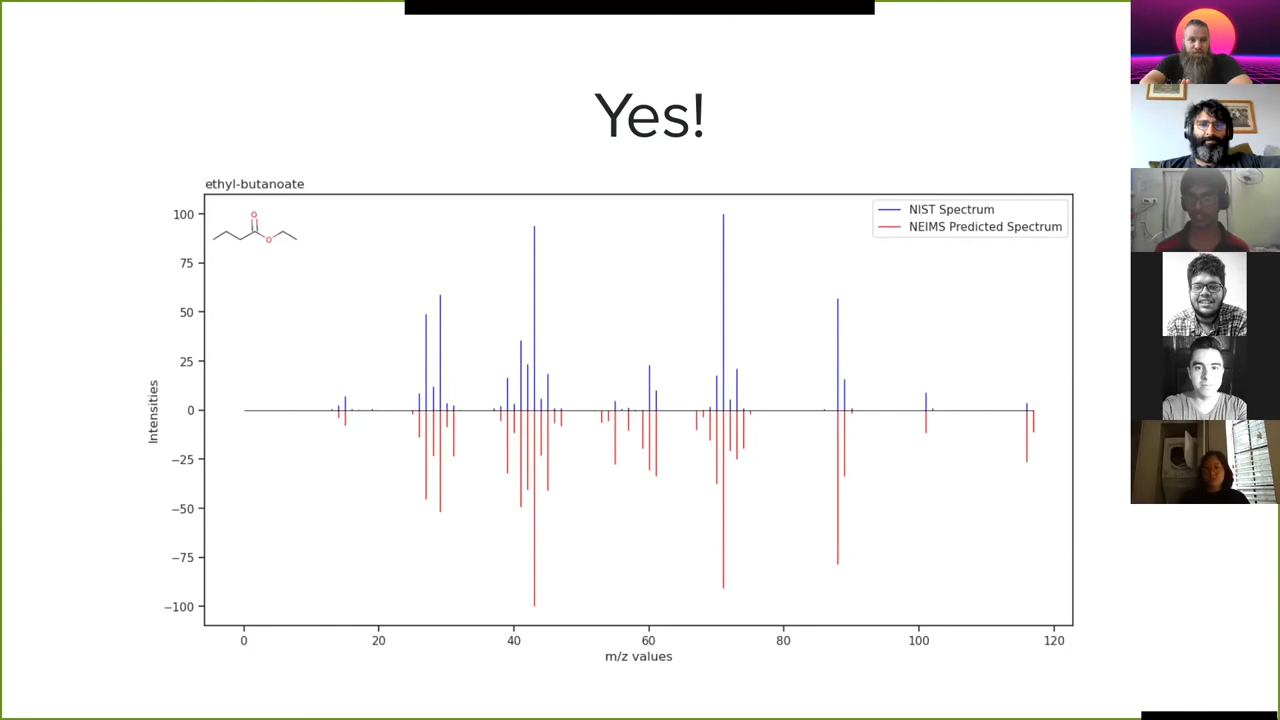 Yes!
ethyl-butanoate
O
O
NIST Spectrum
NEIMS Predicted Spectrum
100
75
50
25
0
−25
−50
−75
−100
Intensities
0 20 40 60 80 100 120
m/z values